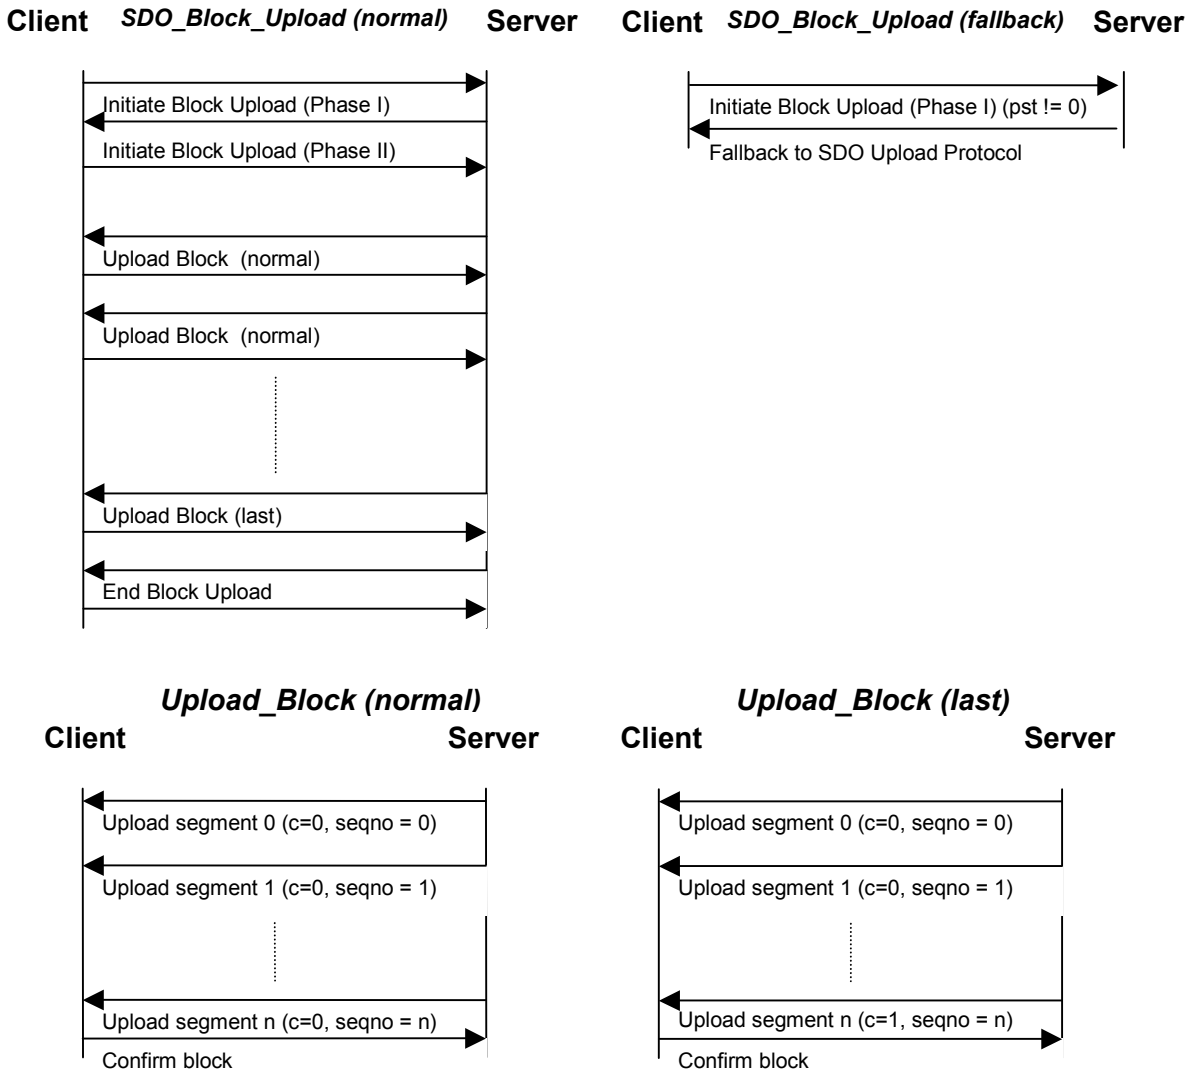 Client SDO_Block_Upload (normal) Server
Initiate Block Upload (Phase I)
Initiate Block Upload (Phase II)
Upload Block (normal)
Upload Block (normal)
Upload Block (last)
End Block Upload
Client SDO_Block_Upload (fallback) Server
Initiate Block Upload (Phase I) (pst != 0)
Fallback to SDO Upload Protocol
Upload_Block (normal)
Client Server
Upload segment 0 (c=0, seqno = 0)
Upload segment 1 (c=0, seqno = 1)
Upload segment n (c=0, seqno = n)
Confirm block
Upload_Block (last)
Client Server
Upload segment 0 (c=0, seqno = 0)
Upload segment 1 (c=0, seqno = 1)
Upload segment n (c=1, seqno = n)
Confirm block